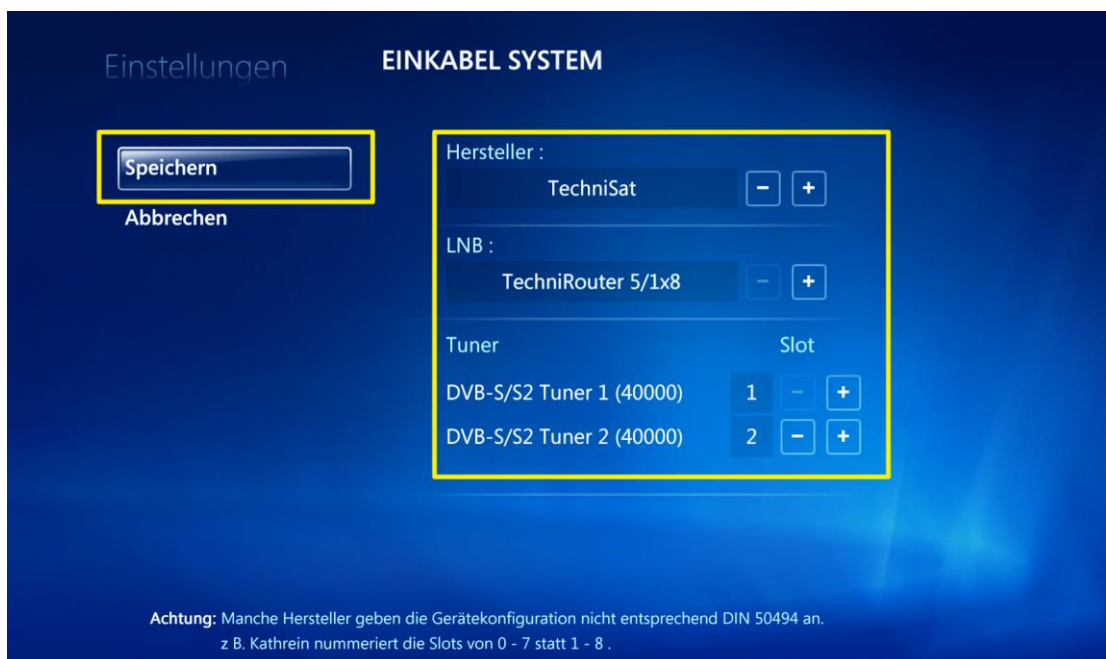 Einstellungen
EINKABEL SYSTEM
Speichern
Abbrechen
Hersteller :
TechniSat - +
LNB :
TechniRouter 5/1x8 - +
Tuner Slot
DVB-S/S2 Tuner 1 (40000) 1 - +
DVB-S/S2 Tuner 2 (40000) 2 - +
Achtung: Manche Hersteller geben die Gerätekonfiguration nicht entsprechend DIN 50494 an.
z B. Kathrein nummeriert die Slots von 0 - 7 statt 1 - 8 .